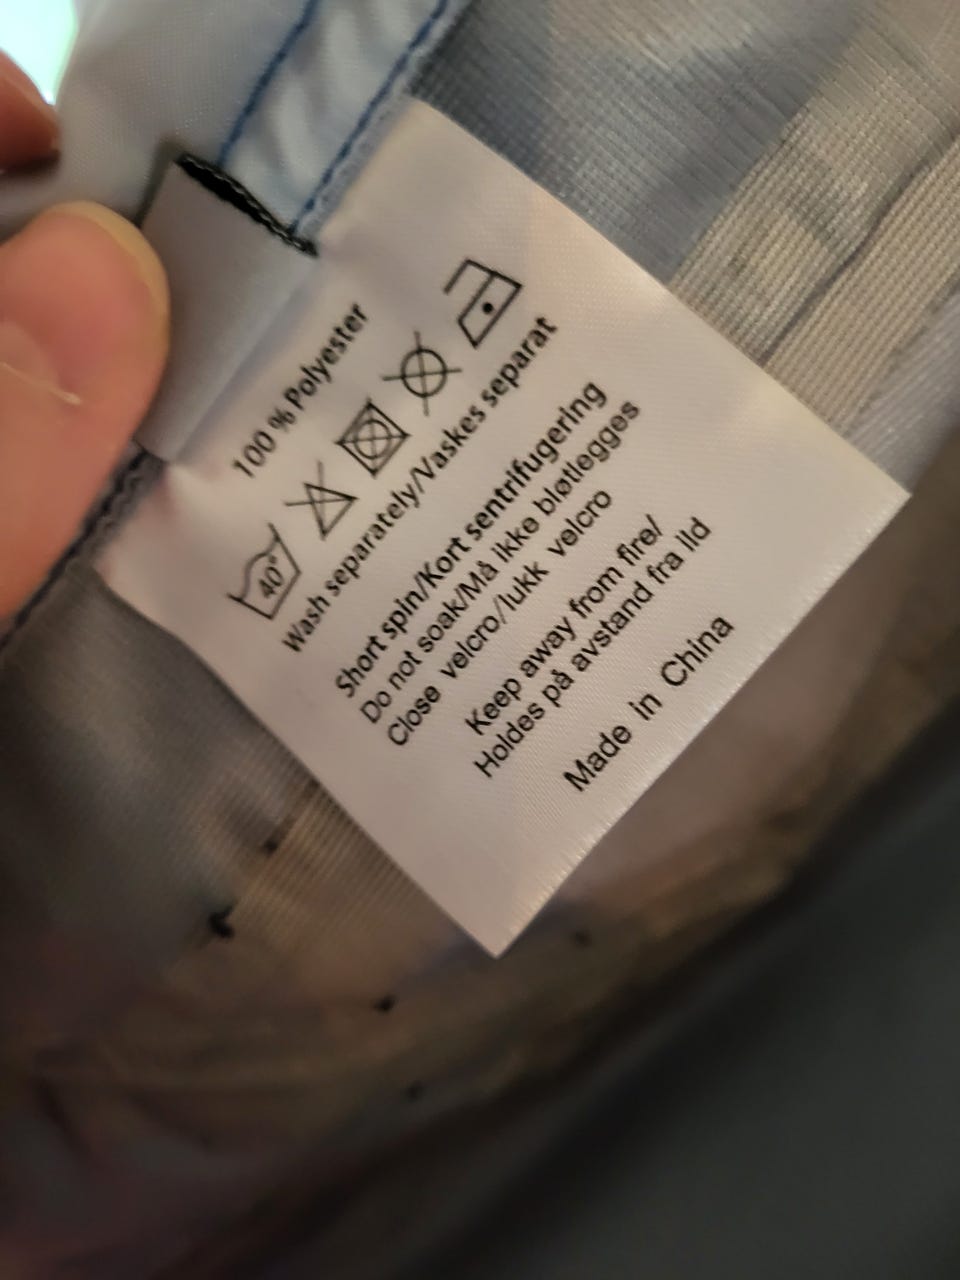 100 % Polyester
40°
Wash separately/Vaskes separat
Short spin/Kort sentrifugering
Do not soak/Må ikke bløtlegges
Close velcro/lukk velcro
Keep away from fire/
Holdes på avstand fra ild
Made in China